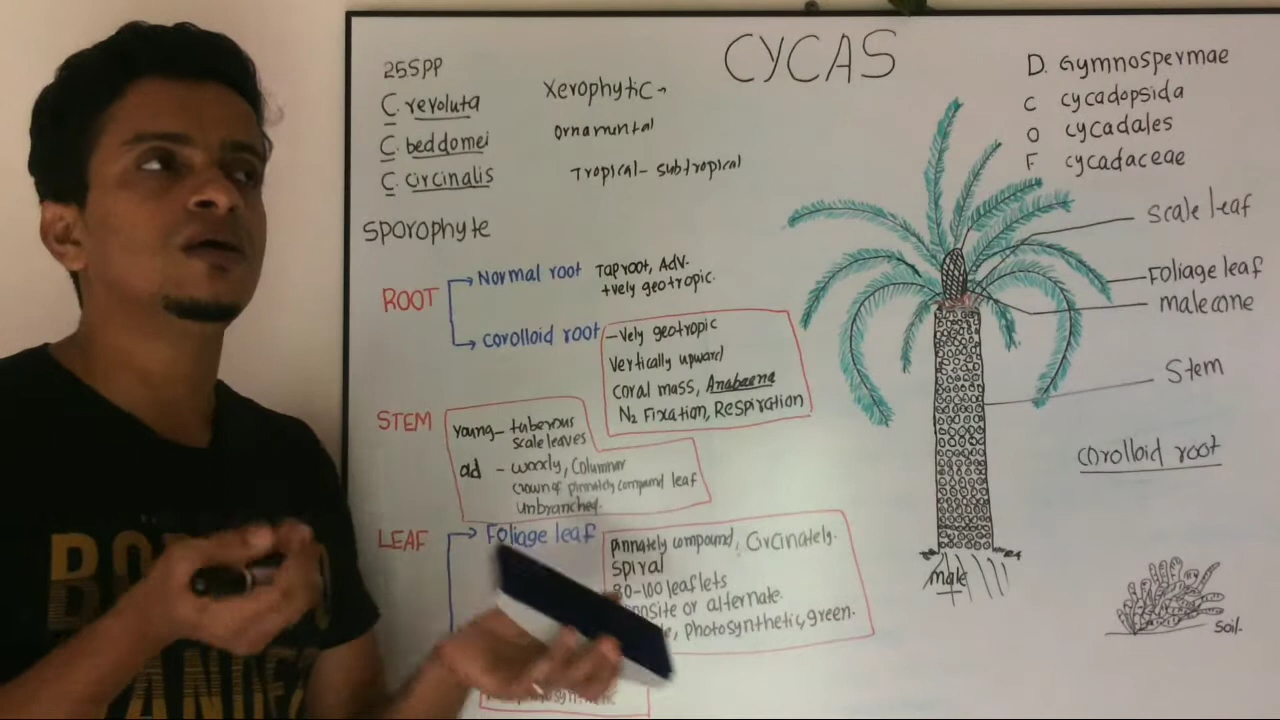 CYCAS
25SPP
C. revoluta
C. beddomei
C. circinalis
Xerophytic
Ornamental
Tropical - subtropical
D. Gymnospermae
C cycadopsida
O cycadales
F cycadaceae
Sporophyte
ROOT
Normal root
Taproot, Adv.
+vely geotropic.
corolloid root
-Vely geotropic
Vertically upward
coral mass, Anabaena
N2 Fixation, Respiration
STEM
young - tuberous
scale leaves
ad - woody, Columnar
crown of pinnately compound leaf
unbranched.
LEAF
Foliage leaf
pinnately compound, Circinately.
Spiral
80-100 leaflets
or alternate.
, Photosynthetic, green.
scale leaf
Foliage leaf
male cone
Stem
male
corolloid root
Soil.